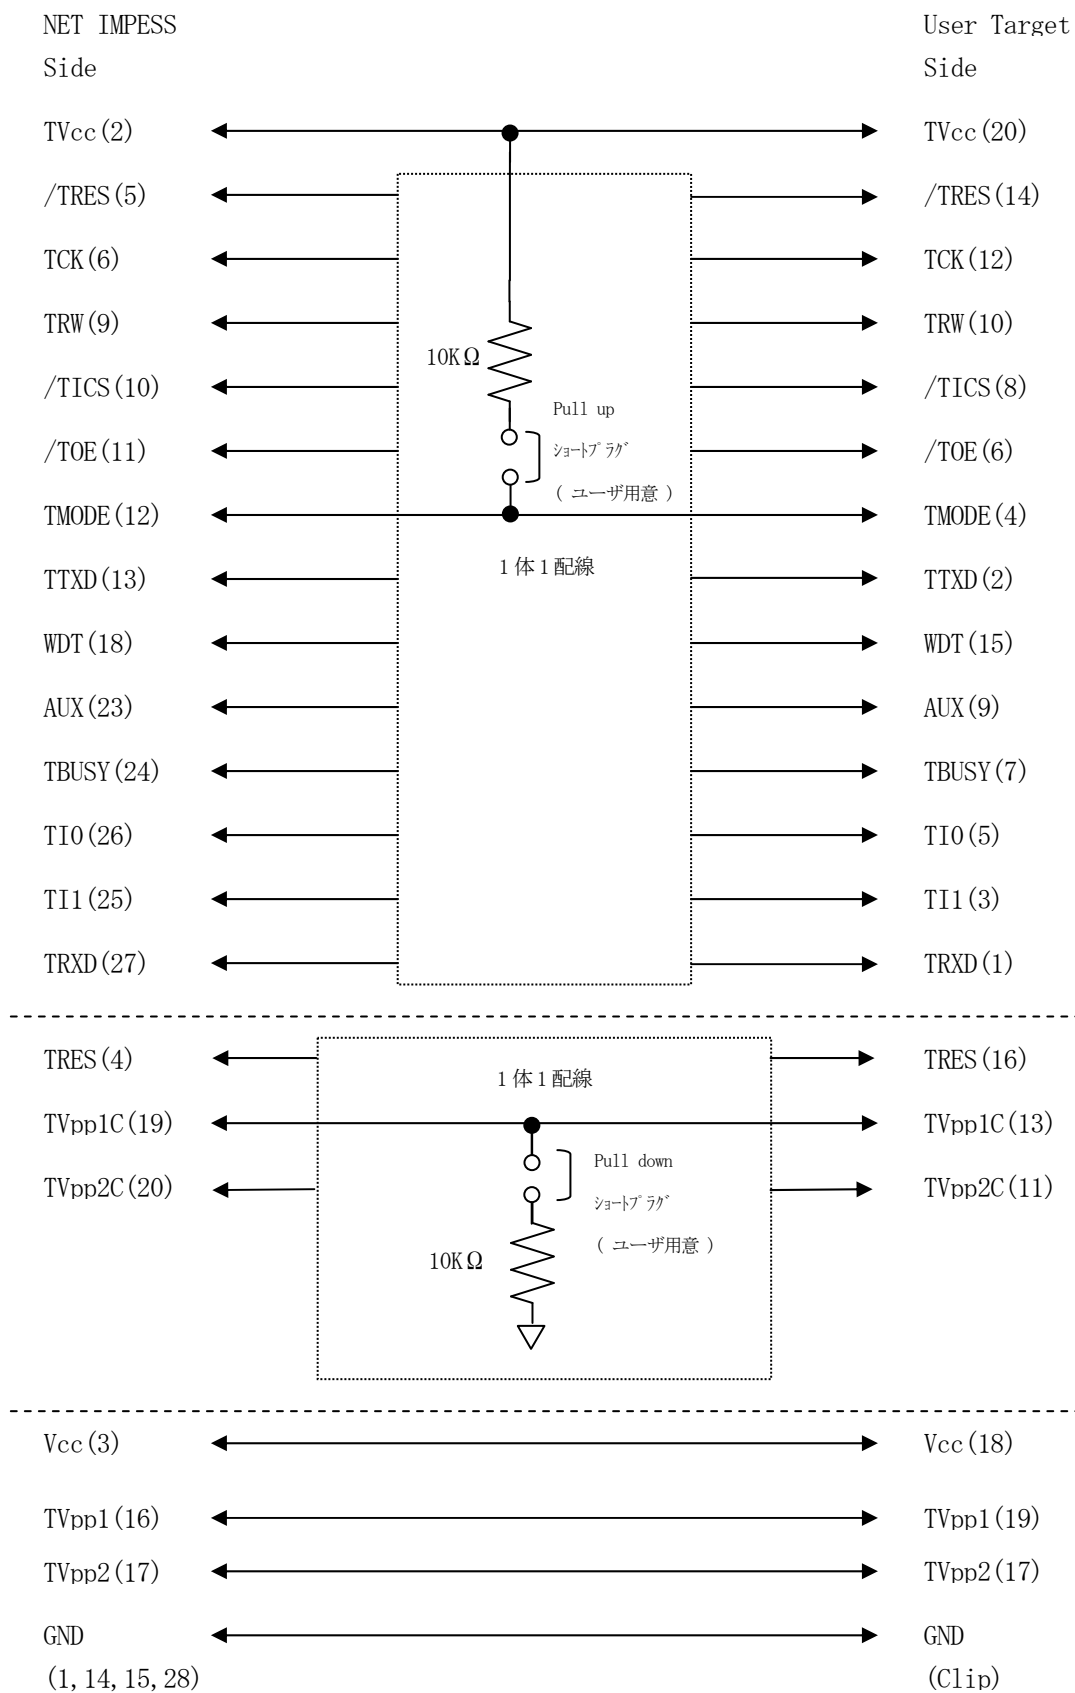 NET IMPESS User Target
Side Side
TVcc(2) TVcc(20)
/TRES(5) /TRES(14)
TCK(6) TCK(12)
TRW(9) TRW(10)
10KΩ
/TICS(10) /TICS(8)
Pull up
/TOE(11) ｼｮｰﾄﾌﾟﾗｸﾞ /TOE(6)
( ユーザ用意 )
TMODE(12) TMODE(4)
1体1配線
TTXD(13) TTXD(2)
WDT(18) WDT(15)
AUX(23) AUX(9)
TBUSY(24) TBUSY(7)
TI0(26) TI0(5)
TI1(25) TI1(3)
TRXD(27) TRXD(1)
TRES(4) TRES(16)
1体1配線
TVpp1C(19) TVpp1C(13)
Pull down
TVpp2C(20) TVpp2C(11)
ｼｮｰﾄﾌﾟﾗｸﾞ
( ユーザ用意 )
10KΩ
Vcc(3) Vcc(18)
TVpp1(16) TVpp1(19)
TVpp2(17) TVpp2(17)
GND GND
(1,14,15,28) (Clip)